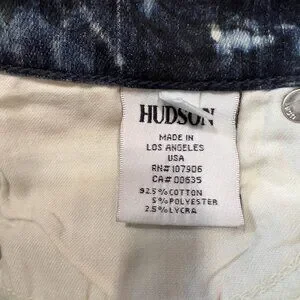 HUDSON
MADE IN
LOS ANGELES
USA
RN# 107906
CA# 00635
92.5% COTTON
5% POLYESTER
2.5% LYCRA